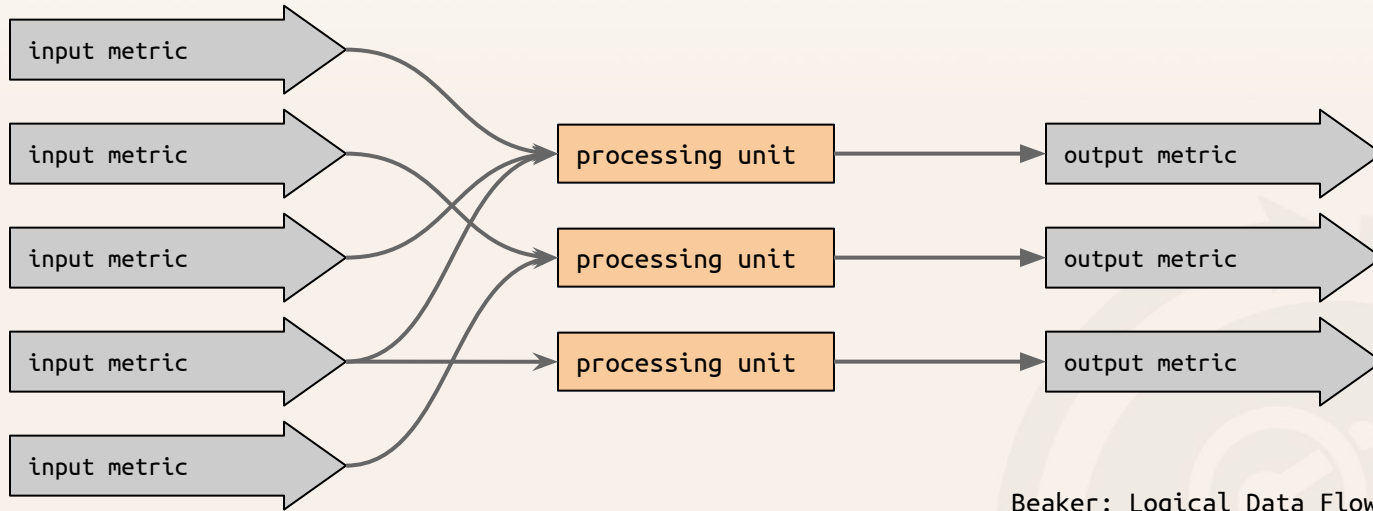 input metric
input metric
processing unit
output metric
input metric
processing unit
output metric
input metric
processing unit
output metric
input metric
Beaker: Logical Data Flow